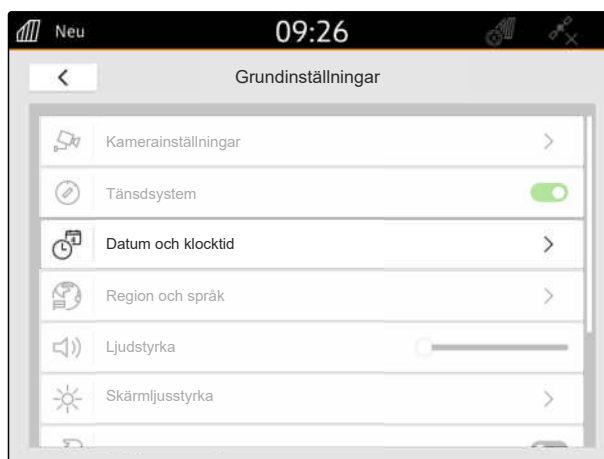 Neu 09:26
Grundinställningar
Kamerainställningar
Tänsdsystem
Datum och klocktid
Region och språk
Ljudstyrka
Skärmljusstyrka